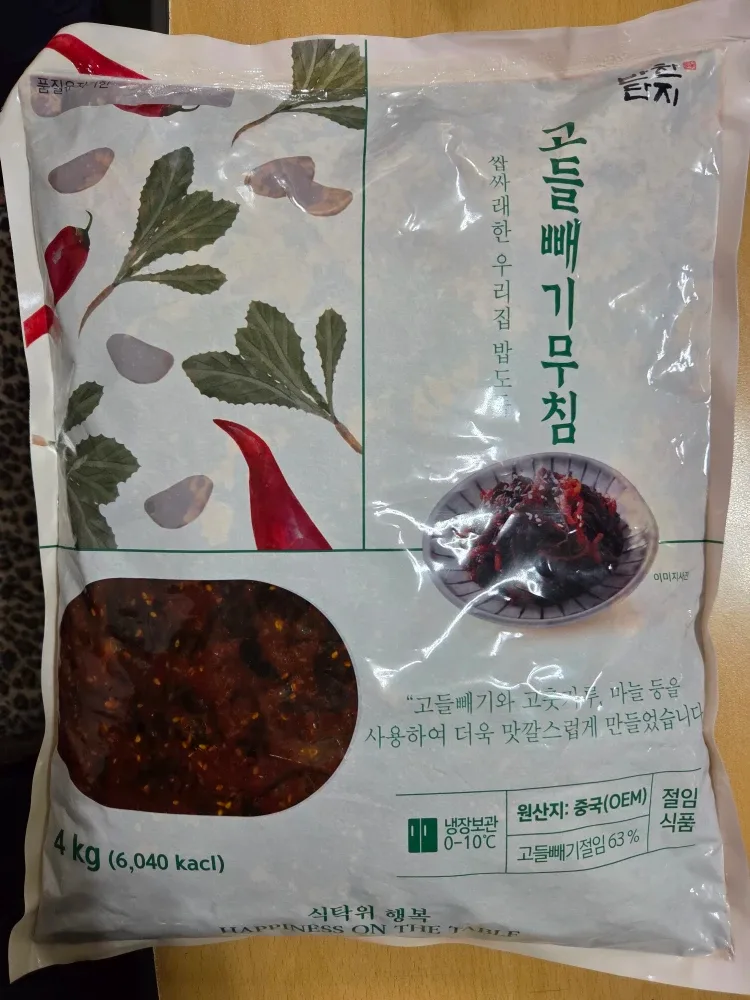 단지
고들빼기무침
쌉싸래한 우리집 밥도둑
이미지사진
“고들빼기와 고춧가루, 마늘 등을
사용하여 더욱 맛깔스럽게 만들었습니다
냉장보관
0-10℃
원산지: 중국(OEM)
고들빼기절임 63%
절임
식품
4 kg (6,040 kacl)
식탁위 행복
HAPPINESS ON THE TABLE